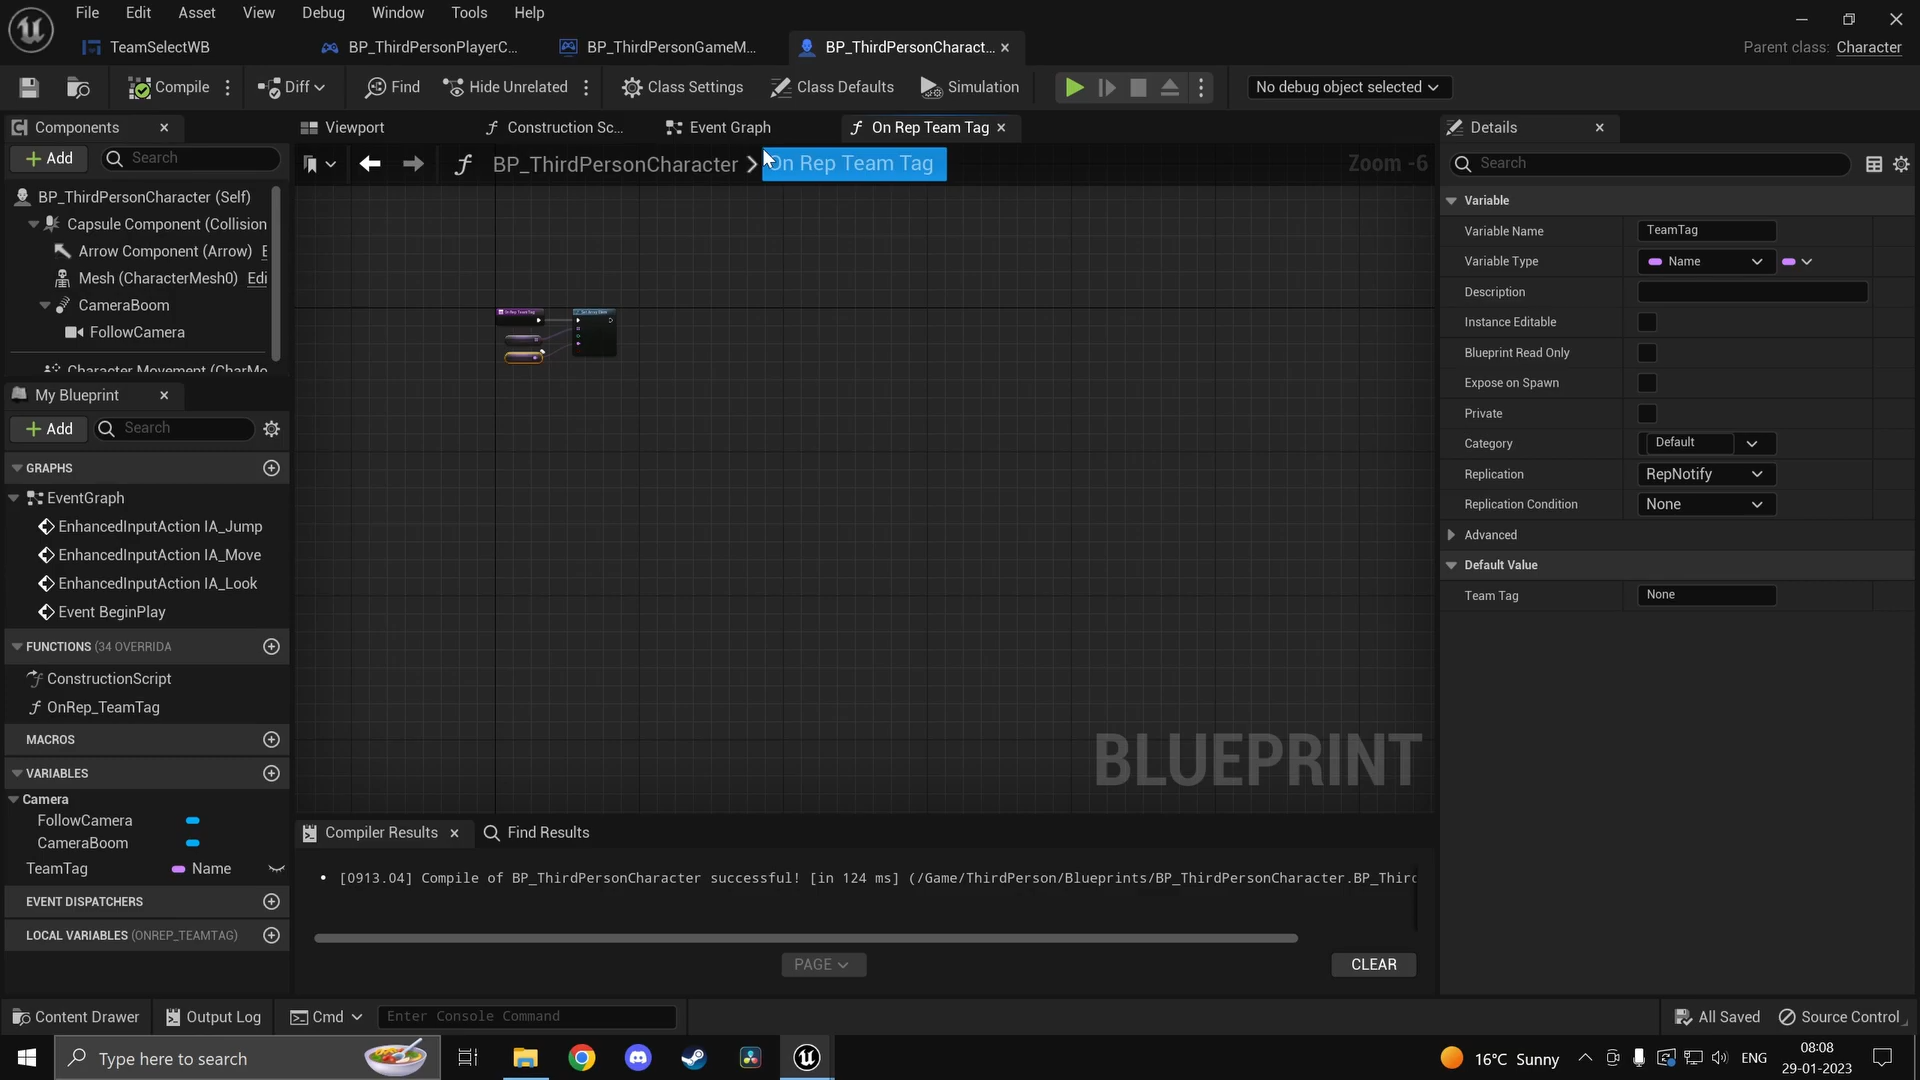 File Edit Asset View Debug Window Tools Help
TeamSelectWB BP_ThirdPersonPlayerC... BP_ThirdPersonGameM... BP_ThirdPersonCharact... Parent class: Character
Compile Diff Find Hide Unrelated Class Settings Class Defaults Simulation No debug object selected
Components Viewport Construction Sc... Event Graph On Rep Team Tag Details
Add Search BP_ThirdPersonCharacter On Rep Team Tag Zoom -6 Search
BP_ThirdPersonCharacter (Self)
Capsule Component (Collision
Arrow Component (Arrow) E
Mesh (CharacterMesh0) Edi
CameraBoom
FollowCamera
Character Movement (CharMo
My Blueprint
Add Search
GRAPHS
EventGraph
EnhancedInputAction IA_Jump
EnhancedInputAction IA_Move
EnhancedInputAction IA_Look
Event BeginPlay
FUNCTIONS (34 OVERRIDA
ConstructionScript
OnRep_TeamTag
MACROS
VARIABLES
Camera
FollowCamera
CameraBoom
TeamTag Name
EVENT DISPATCHERS
LOCAL VARIABLES (ONREP_TEAMTAG)
On Rep TeamTag
BLUEPRINT
Compiler Results Find Results
[0913.04] Compile of BP_ThirdPersonCharacter successful! [in 124 ms] (/Game/ThirdPerson/Blueprints/BP_ThirdPersonCharacter.BP_Thirc
PAGE CLEAR
Variable
Variable Name TeamTag
Variable Type Name
Description
Instance Editable
Blueprint Read Only
Expose on Spawn
Private
Category Default
Replication RepNotify
Replication Condition None
Advanced
Default Value
Team Tag None
Content Drawer Output Log Cmd Enter Console Command All Saved Source Control
Type here to search 16°C Sunny ENG 08:08
29-01-2023